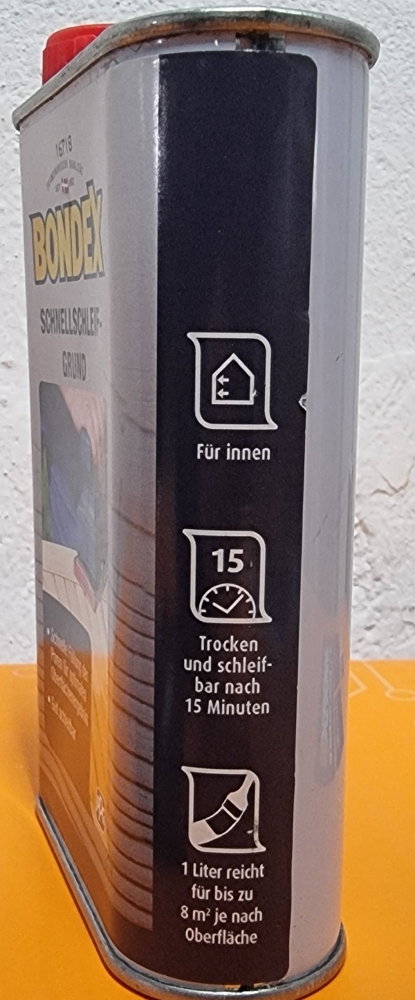 BONDEX
SCHNELLSCHLEIF-
GRUND
Für innen
15
Trocken
und schleif-
bar nach
15 Minuten
1 Liter reicht
für bis zu
8 m² je nach
Oberfläche